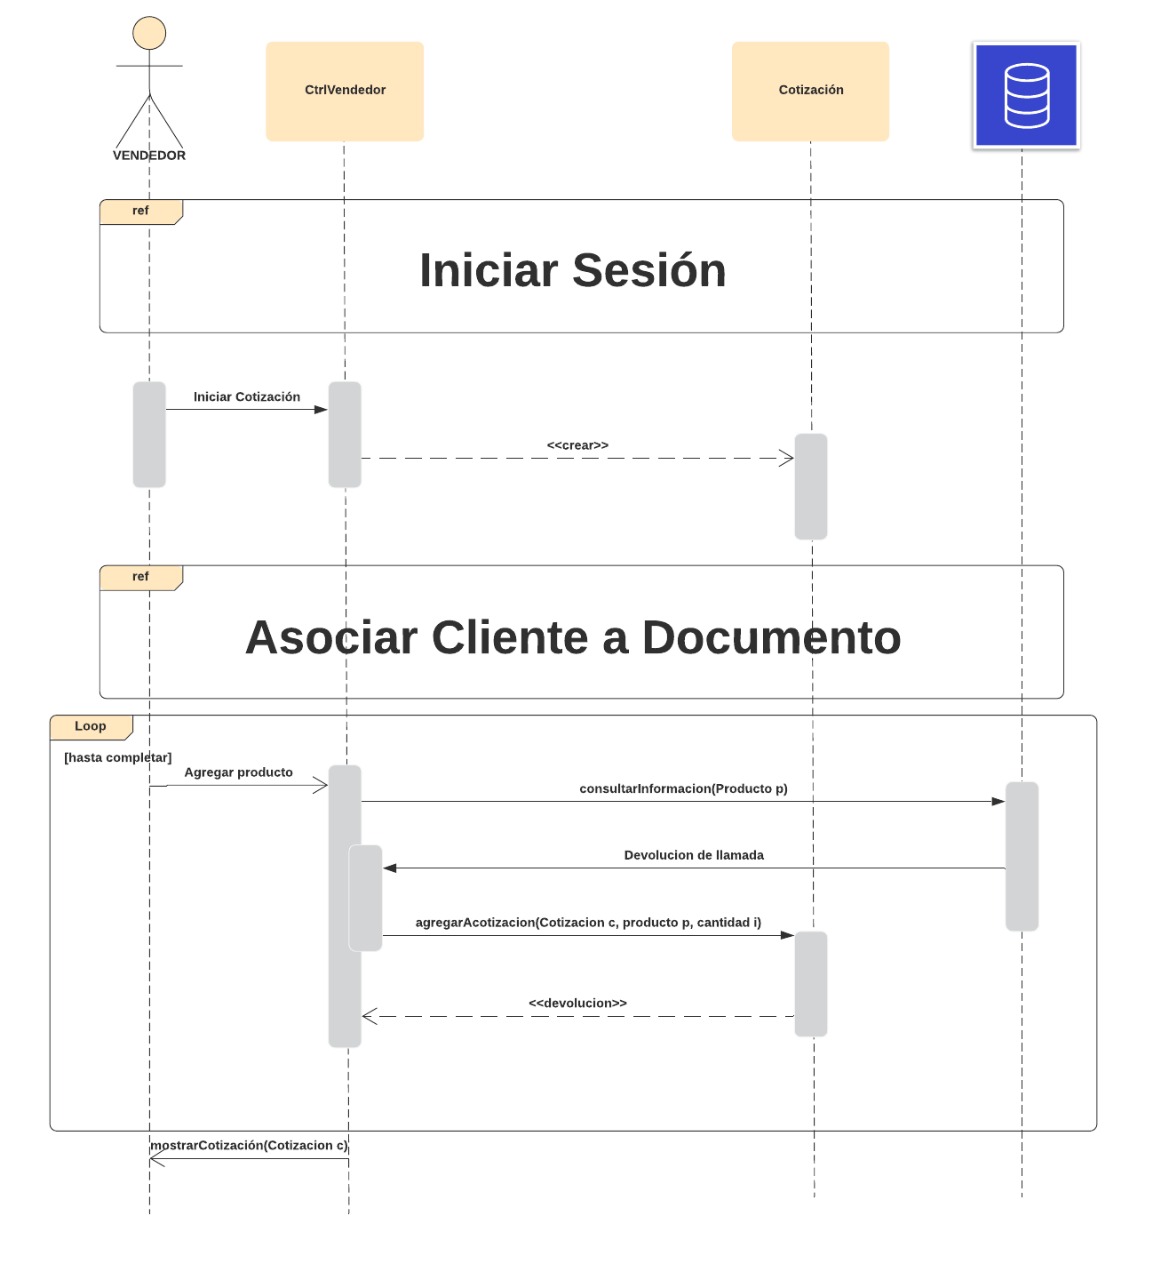 VENDEDOR
CtrlVendedor
Cotización
ref
Iniciar Sesión
Iniciar Cotización
<<crear>>
ref
Asociar Cliente a Documento
Loop
[hasta completar]
Agregar producto
consultarInformacion(Producto p)
Devolucion de llamada
agregarAcotizacion(Cotizacion c, producto p, cantidad i)
<<devolucion>>
mostrarCotización(Cotizacion c)